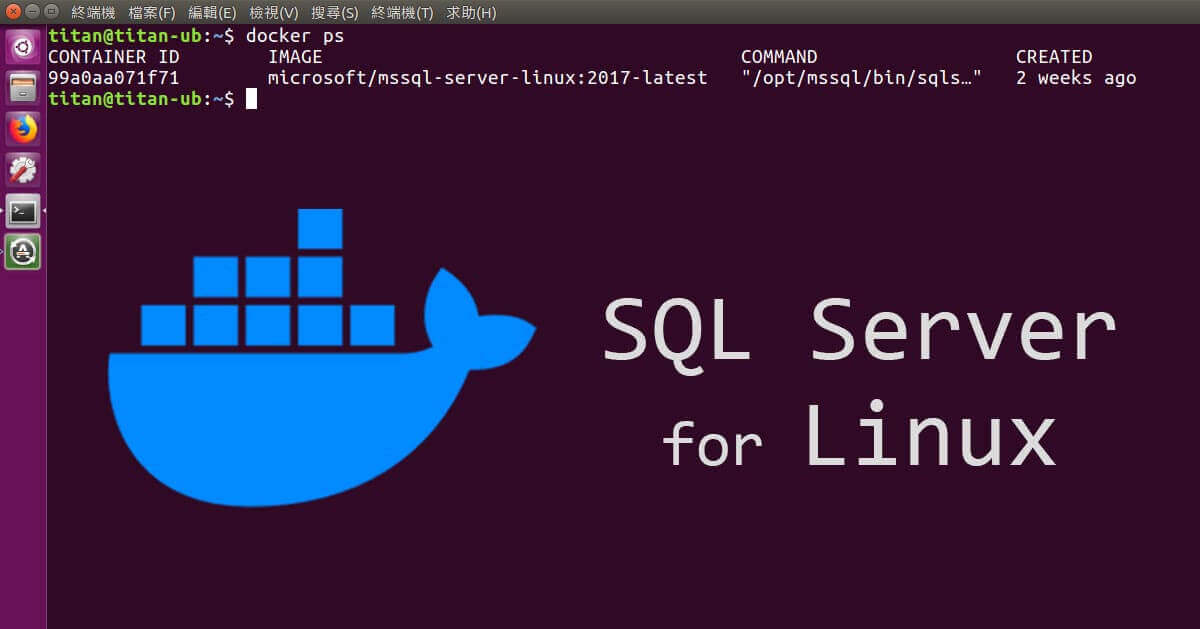 終端機 檔案(F) 編輯(E) 檢視(V) 搜尋(S) 終端機(T) 求助(H)
titan@titan-ub:~$ docker ps
CONTAINER ID IMAGE COMMAND CREATED
99a0aa071f71 microsoft/mssql-server-linux:2017-latest "/opt/mssql/bin/sqls…" 2 weeks ago
titan@titan-ub:~$
SQL Server
for Linux